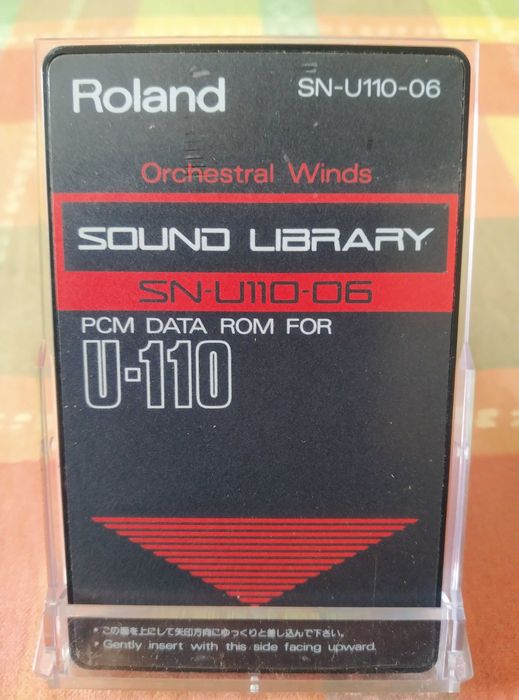 Roland
SN-U110-06
Orchestral Winds
SOUND LIBRARY
SN-U110-06
PCM DATA ROM FOR
U-110
• この面を上にして矢印方向にゆっくりと差し込んで下さい。
• Gently insert with this side facing upward.